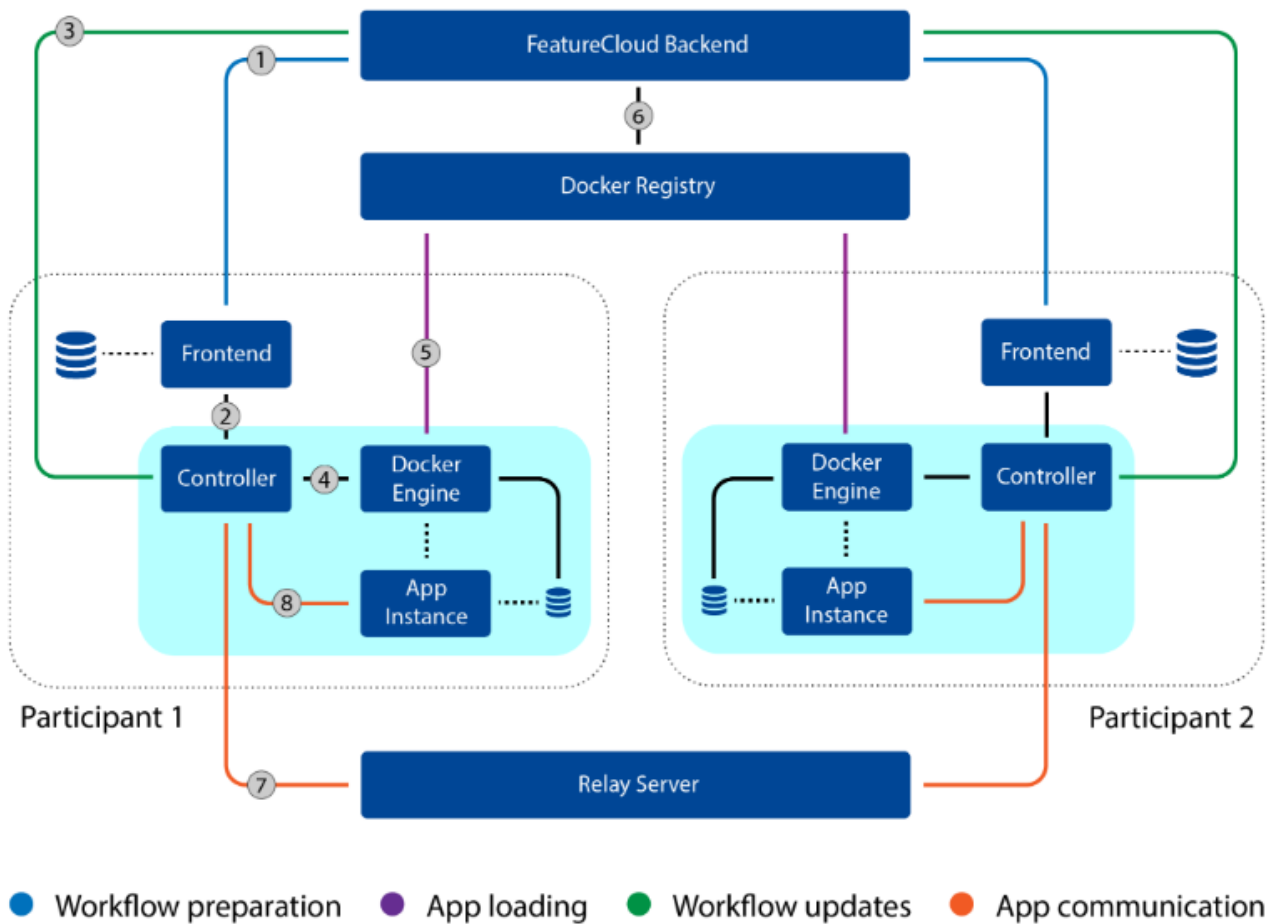 3
FeatureCloud Backend
1
6
Docker Registry
5
Frontend
Frontend
2
Controller
4
Docker
Engine
Docker
Engine
Controller
8
App
Instance
App
Instance
Participant 1
Participant 2
7
Relay Server
Workflow preparation
App loading
Workflow updates
App communication